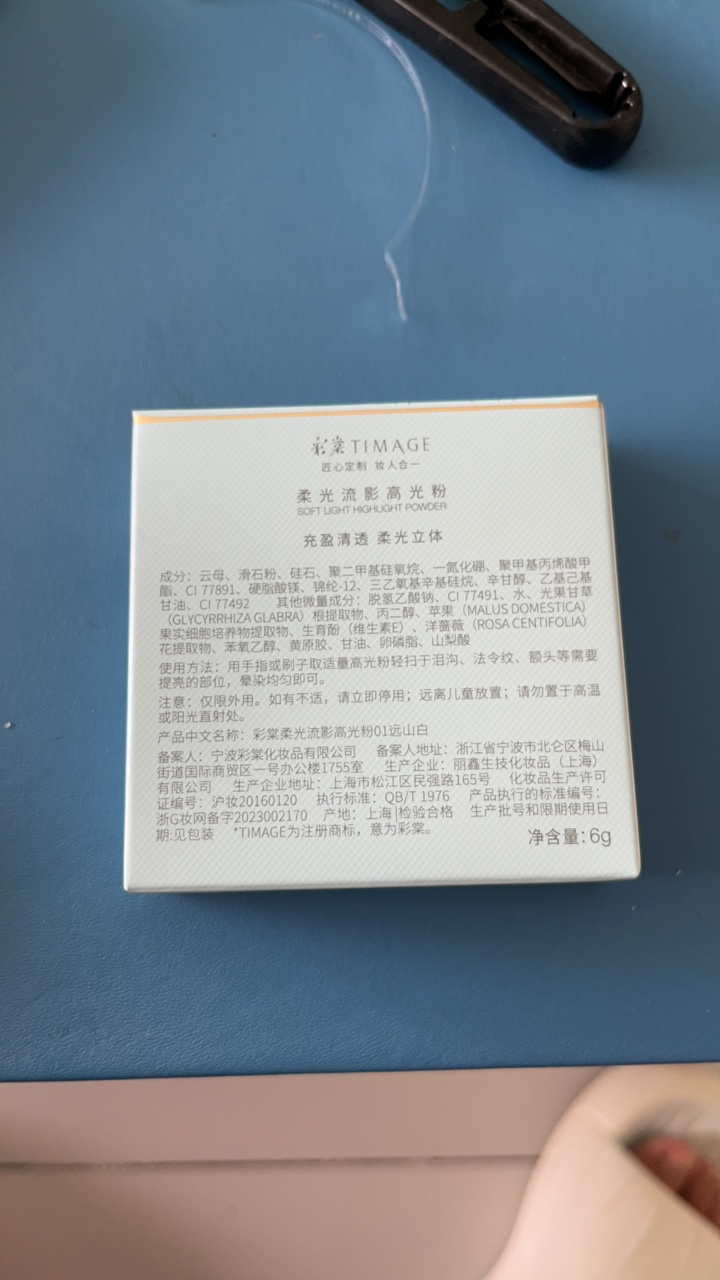 彩棠TIMAGE
匠心定制 妆人合一
柔光流影高光粉
SOFT LIGHT HIGHLIGHT POWDER
充盈清透 柔光立体
成分：云母、滑石粉、硅石、聚二甲基硅氧烷、一氮化硼、聚甲基丙烯酸甲
酯、CI 77891、硬脂酸镁、锦纶-12、三乙氧基辛基硅烷、辛甘醇、乙基己基
甘油、CI 77492 其他微量成分：脱氢乙酸钠、CI 77491、水、光果甘草
（GLYCYRRHIZA GLABRA）根提取物、丙二醇、苹果（MALUS DOMESTICA）
果实细胞培养物提取物、生育酚（维生素E）、洋蔷薇（ROSA CENTIFOLIA）
花提取物、苯氧乙醇、黄原胶、甘油、卵磷脂、山梨酸
使用方法：用手指或刷子取适量高光粉轻扫于泪沟、法令纹、额头等需要
提亮的部位，晕染均匀即可。
注意：仅限外用。如有不适，请立即停用；远离儿童放置；请勿置于高温
或阳光直射处。
产品中文名称：彩棠柔光流影高光粉01远山白
备案人：宁波彩棠化妆品有限公司 备案人地址：浙江省宁波市北仑区梅山
街道国际商贸区一号办公楼1755室 生产企业：丽鑫生技化妆品（上海）
有限公司 生产企业地址：上海市松江区民强路165号 化妆品生产许可
证编号：沪妆20160120 执行标准：QB/T 1976 产品执行的标准编号：
浙G妆网备字2023002170 产地：上海|检验合格 生产批号和限期使用日
期:见包装 *TIMAGE为注册商标，意为彩棠。
净含量：6g